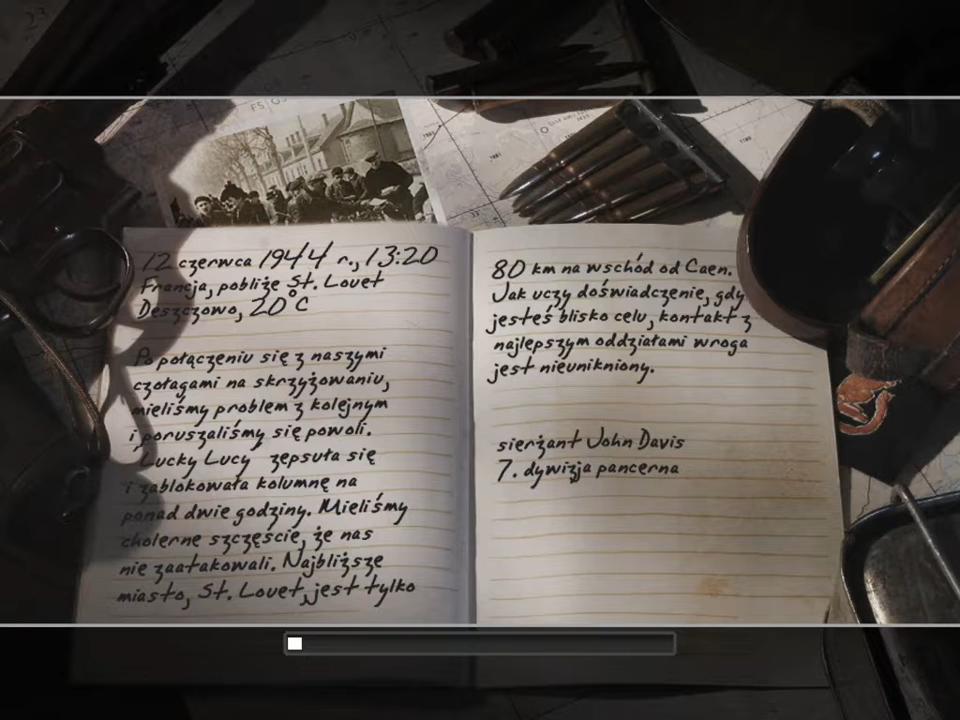 12 czerwca 1944 r., 13:20
Francja, pobliże St. Lovet
Deszczowo, 20°C
Po połączeniu się z naszymi
czołgami na skrzyżowaniu,
mieliśmy problem z kolejnym
i poruszaliśmy się powoli.
Lucky Lucy zepsuła się
i zablokowała kolumnę na
ponad dwie godziny. Mieliśmy
cholerne szczęście, że nas
nie zaatakowali. Najbliższe
miasto, St. Lovet, jest tylko
80 km na wschód od Caen.
Jak uczy doświadczenie, gdy
jesteś blisko celu, kontakt z
najlepszym oddziałami wroga
jest nieunikniony.
sierżant John Davis
7. dywizja pancerna